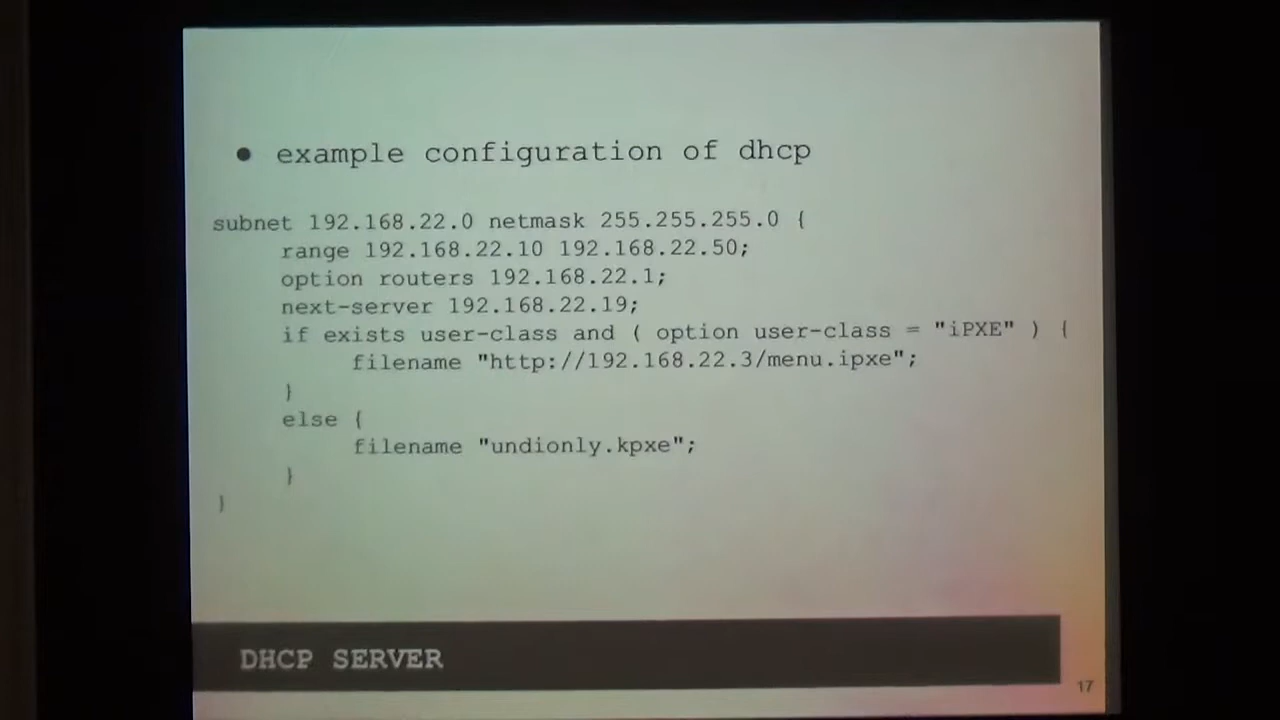 ● example configuration of dhcp
subnet 192.168.22.0 netmask 255.255.255.0 {
range 192.168.22.10 192.168.22.50;
option routers 192.168.22.1;
next-server 192.168.22.19;
if exists user-class and ( option user-class = "iPXE" ) {
filename "http://192.168.22.3/menu.ipxe";
}
else {
filename "undionly.kpxe";
}
}
DHCP SERVER
17